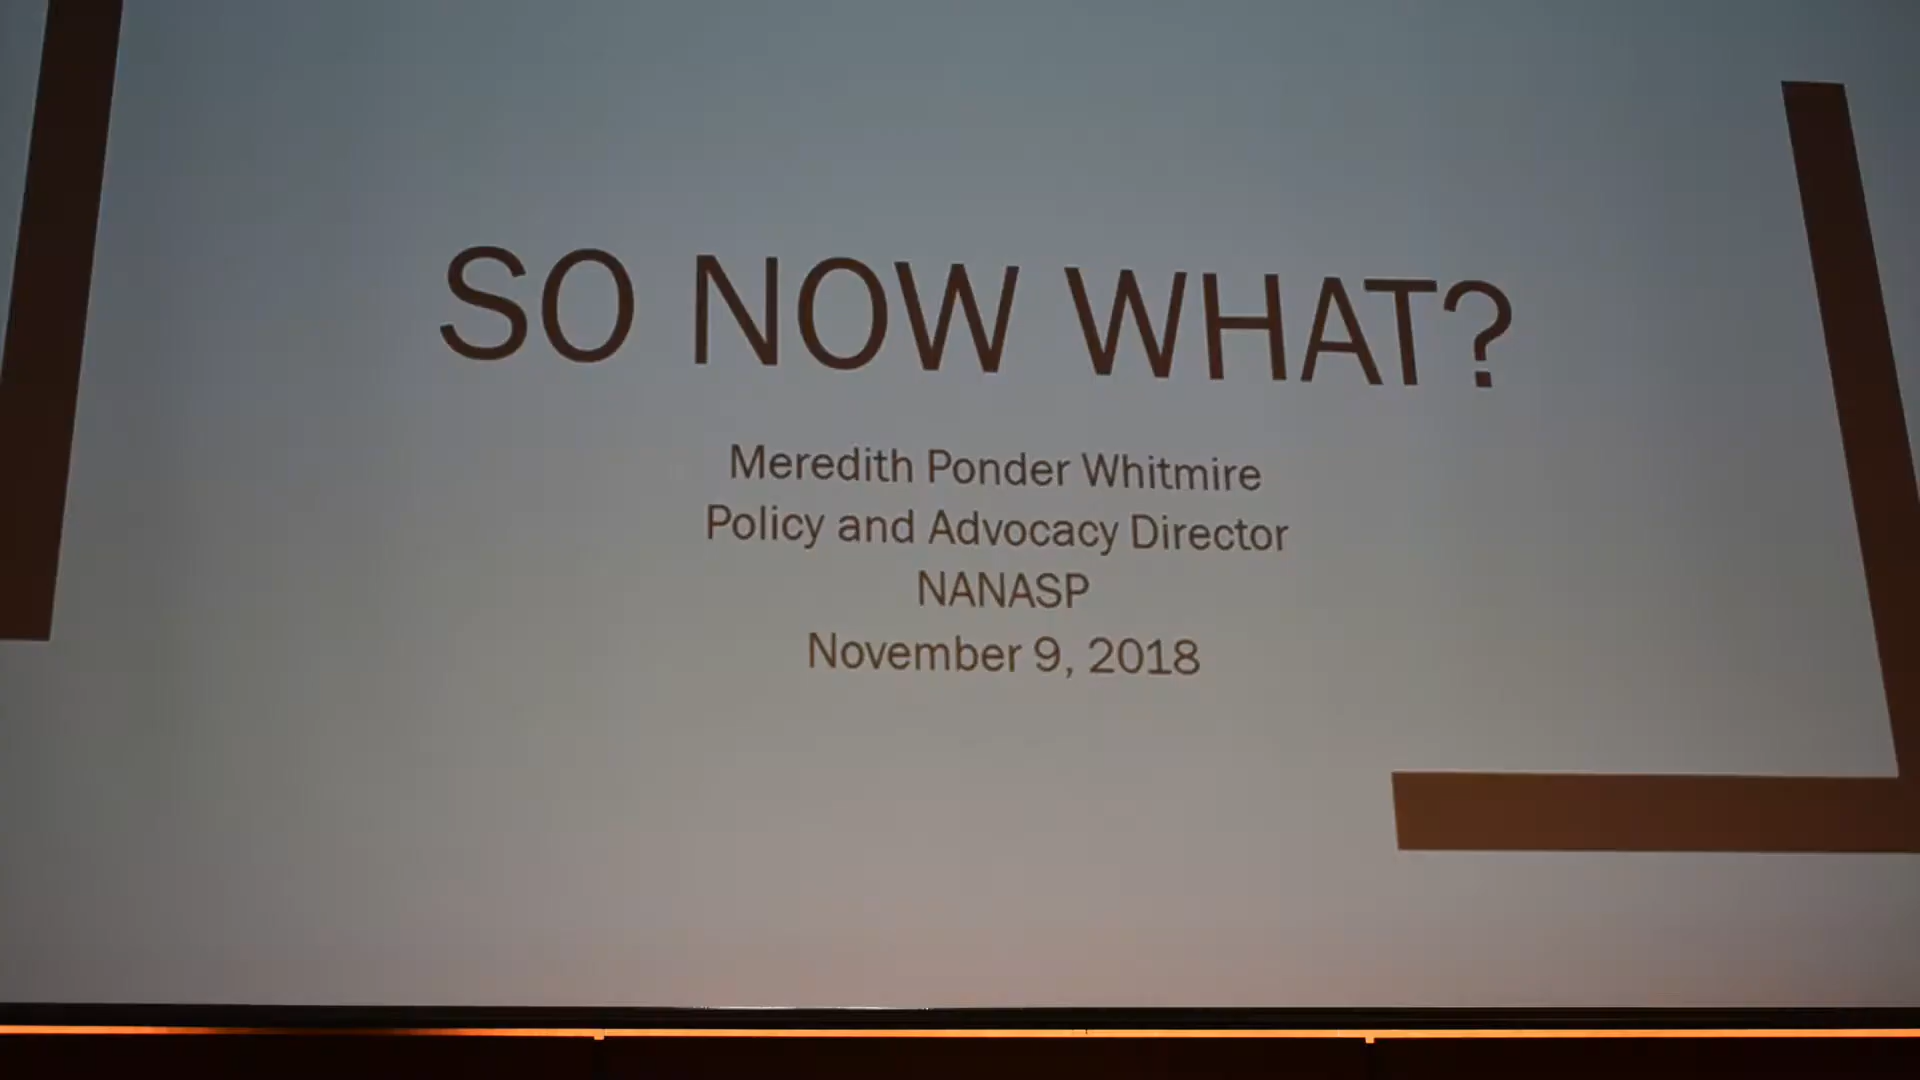 SO NOW WHAT?
Meredith Ponder Whitmire
Policy and Advocacy Director
NANASP
November 9, 2018